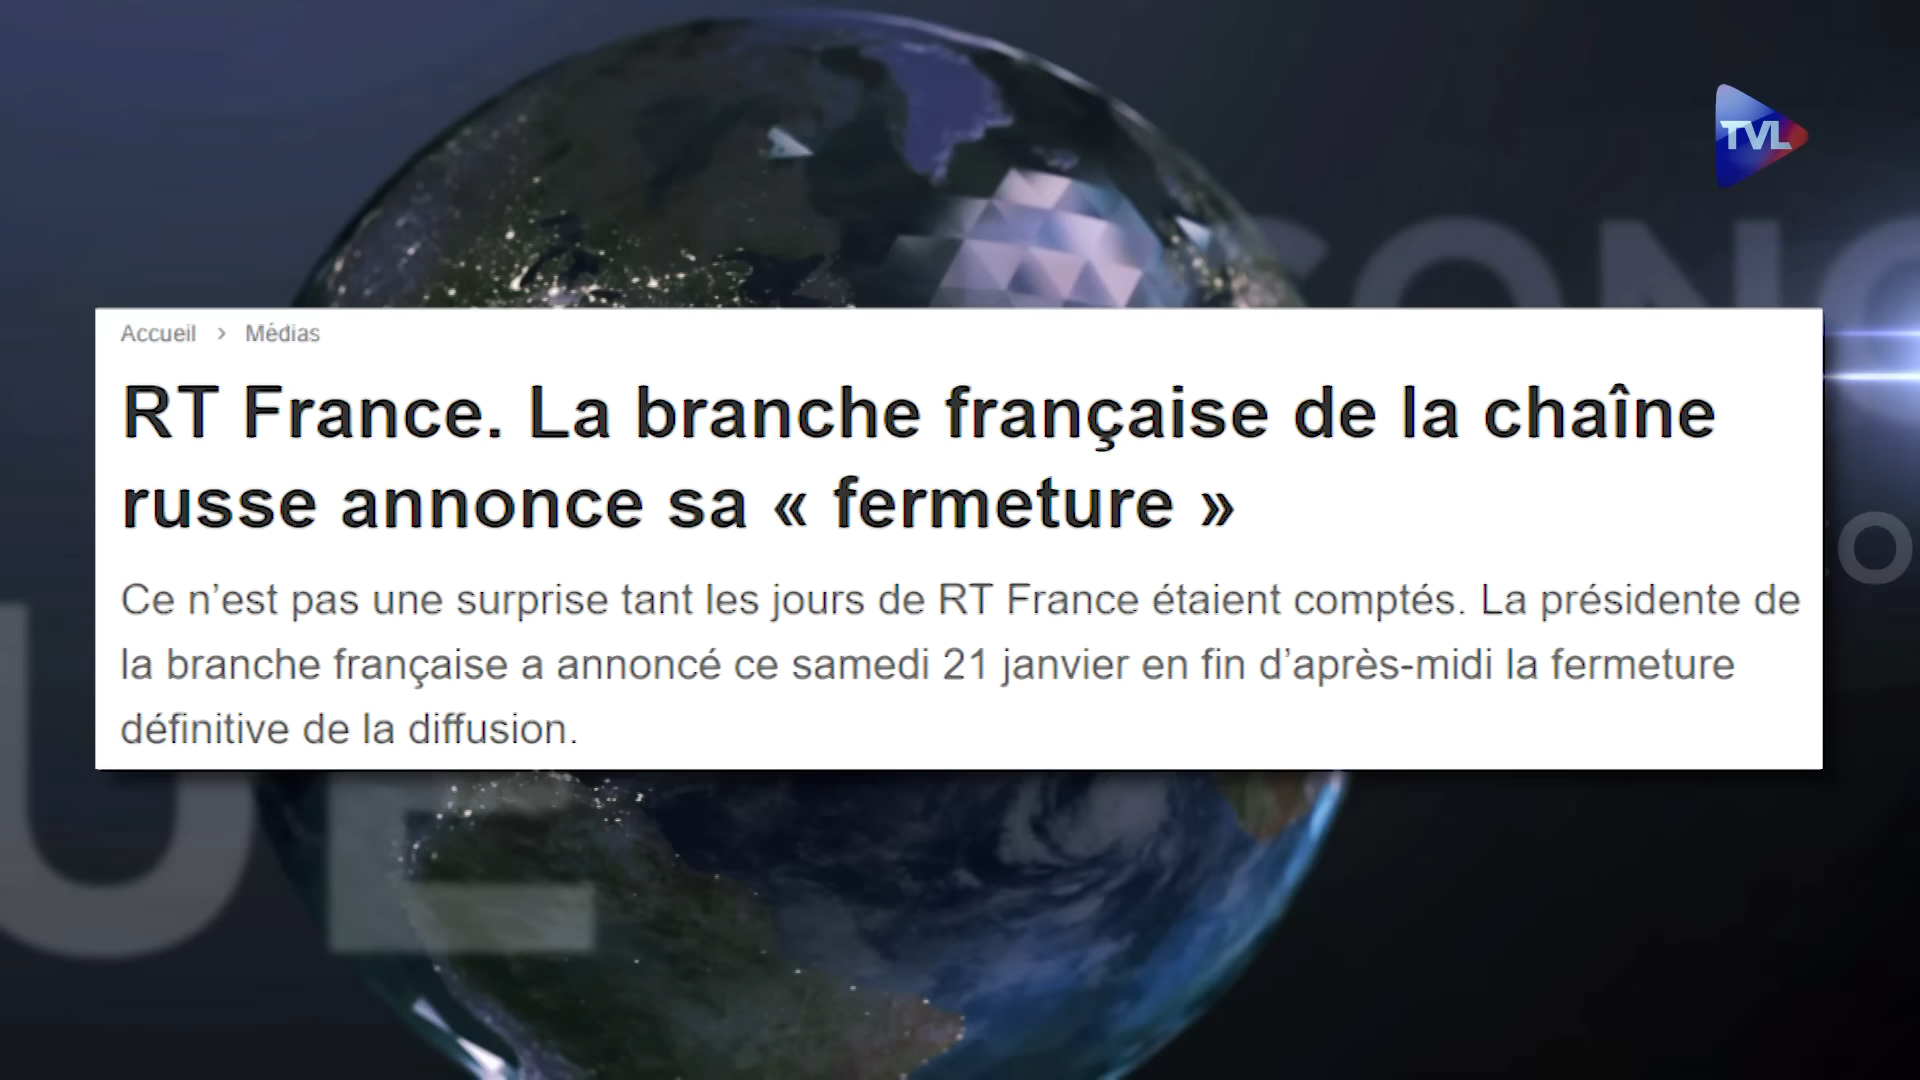 TVL
Accueil > Médias
RT France. La branche française de la chaîne
russe annonce sa « fermeture »
Ce n’est pas une surprise tant les jours de RT France étaient comptés. La présidente de
la branche française a annoncé ce samedi 21 janvier en fin d’après-midi la fermeture
définitive de la diffusion.